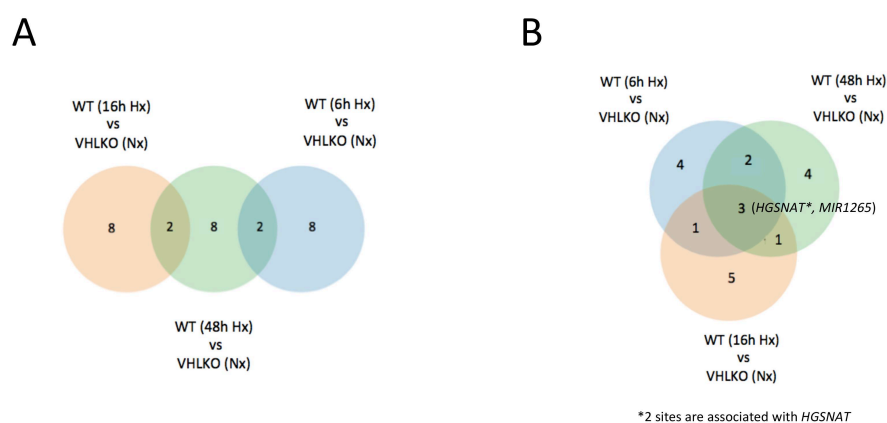 A
B
WT (16h Hx)
vs
VHLKO (Nx)
WT (6h Hx)
vs
VHLKO (Nx)
8
2
8
2
8
WT (48h Hx)
vs
VHLKO (Nx)
WT (6h Hx)
vs
VHLKO (Nx)
WT (48h Hx)
vs
VHLKO (Nx)
4
2
4
3 (HGSNAT*, MIR1265)
1
1
5
WT (16h Hx)
vs
VHLKO (Nx)
*2 sites are associated with HGSNAT